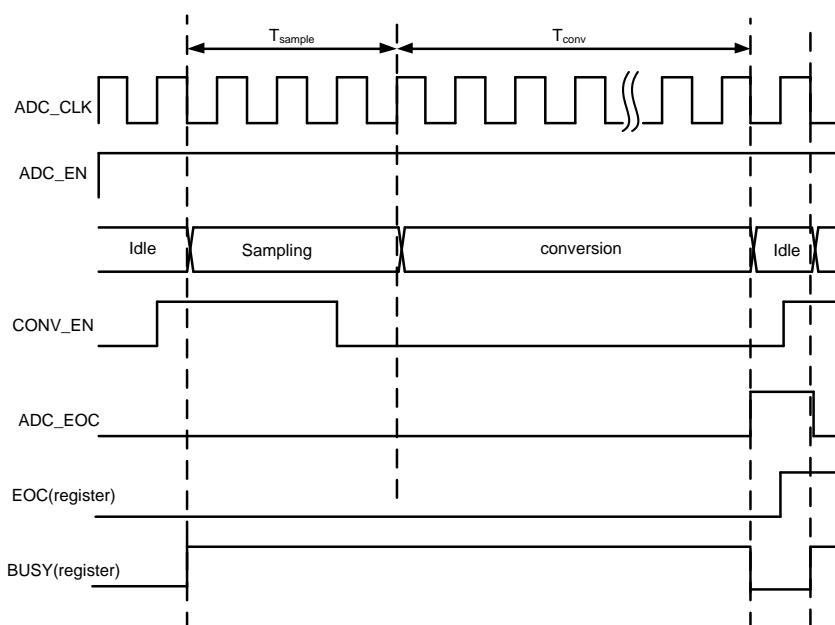 Tsample
Tconv
ADC_CLK
ADC_EN
Idle
Sampling
conversion
Idle
CONV_EN
ADC_EOC
EOC(register)
BUSY(register)